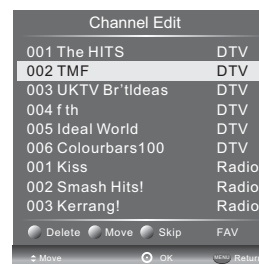 Channel Edit
001 The HITS DTV
002 TMF DTV
003 UKTV Br'tIdeas DTV
004 f th DTV
005 Ideal World DTV
006 Colourbars100 DTV
001 Kiss Radio
002 Smash Hits! Radio
003 Kerrang! Radio
Delete Move Skip FAV
Move OK MENU Return